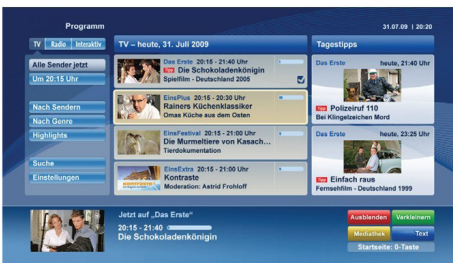 Programm
31.07.09 | 20:20
TV Radio Interaktiv
Alle Sender jetzt
Um 20:15 Uhr
Nach Sendern
Nach Genre
Highlights
Suche
Einstellungen
TV – heute, 31. Juli 2009
Das Erste 20:15 - 21:40 Uhr
Tipp Die Schokoladenkönigin
Spielfilm - Deutschland 2005
EinsPlus 20:15 - 20:30 Uhr
Rainers Küchenklassiker
Omas Küche aus dem Osten
EinsFestival 20:15 - 21:00 Uhr
Die Murmeltiere von Kasach...
Tierdokumentation
EinsExtra 20:15 - 21:00 Uhr
Kontraste
Moderation: Astrid Frohloff
Tagestipps
Das Erste heute, 21:40 Uhr
Tipp Polizeiruf 110
Bei Klingelzeichen Mord
Das Erste heute, 23:25 Uhr
Tipp Einfach raus
Fernsehfilm - Deutschland 1999
Jetzt auf „Das Erste"
20:15 - 21:40
Die Schokoladenkönigin
Ausblenden Verkleinern
Mediathek Text
Startseite: 0-Taste